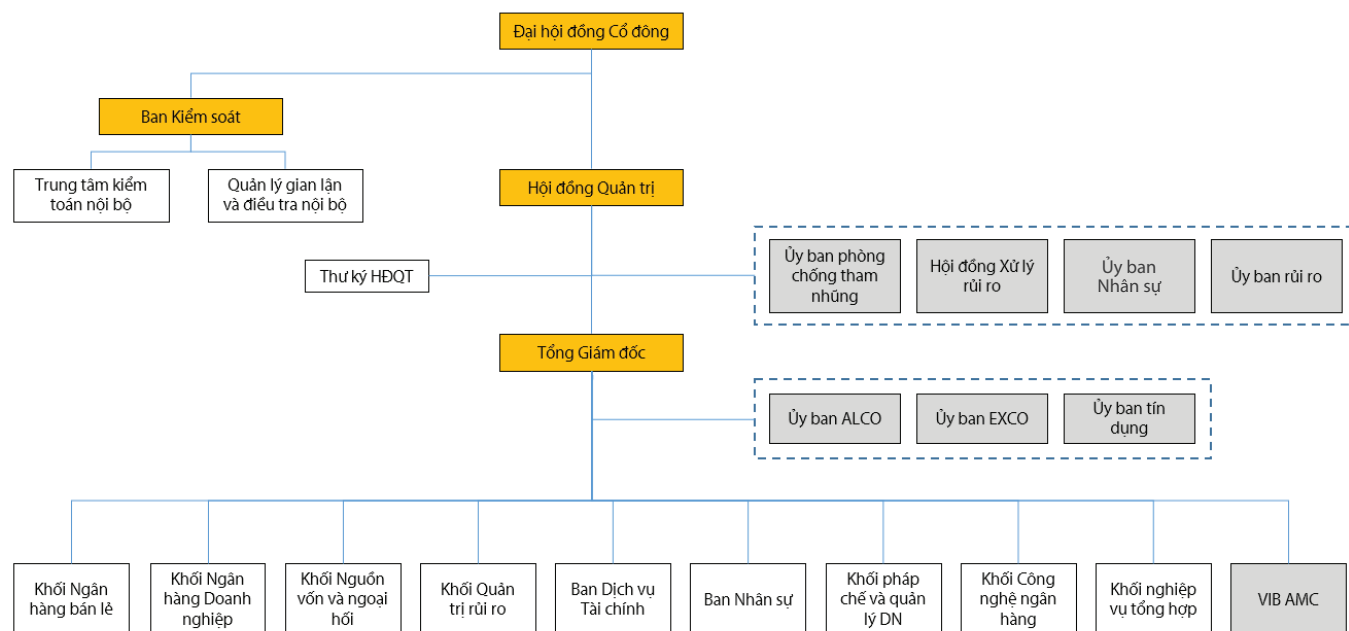 Đại hội đồng Cổ đông
Ban Kiểm soát
Trung tâm kiểm
toán nội bộ
Quản lý gian lận
và điều tra nội bộ
Hội đồng Quản trị
Thư ký HĐQT
Ủy ban phòng
chống tham
nhũng
Hội đồng Xử lý
rủi ro
Ủy ban
Nhân sự
Ủy ban rủi ro
Tổng Giám đốc
Ủy ban ALCO
Ủy ban EXCO
Ủy ban tín
dụng
Khối Ngân
hàng bán lẻ
Khối Ngân
hàng Doanh
nghiệp
Khối Nguồn
vốn và ngoại
hối
Khối Quản
trị rủi ro
Ban Dịch vụ
Tài chính
Ban Nhân sự
Khối pháp
chế và quản
lý DN
Khối Công
nghệ ngân
hàng
Khối nghiệp
vụ tổng hợp
VIB AMC